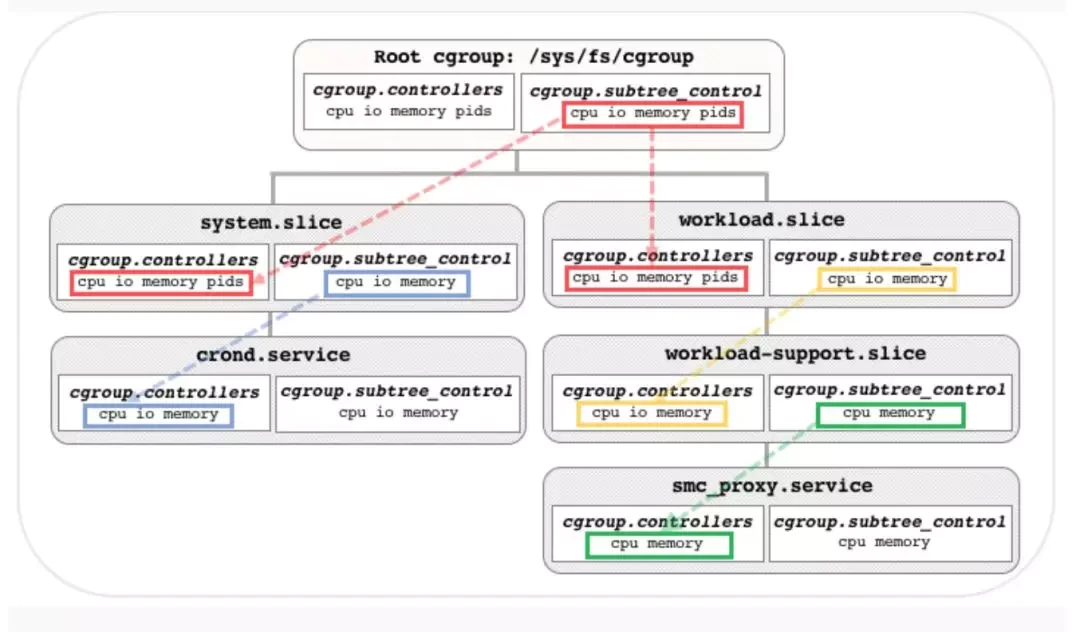 Root cgroup: /sys/fs/cgroup
cgroup.controllers
cpu io memory pids
cgroup.subtree_control
cpu io memory pids
system.slice
cgroup.controllers
cpu io memory pids
cgroup.subtree_control
cpu io memory
workload.slice
cgroup.controllers
cpu io memory pids
cgroup.subtree_control
cpu io memory
crond.service
cgroup.controllers
cpu io memory
cgroup.subtree_control
cpu io memory
workload-support.slice
cgroup.controllers
cpu io memory
cgroup.subtree_control
cpu memory
smc_proxy.service
cgroup.controllers
cpu memory
cgroup.subtree_control
cpu memory